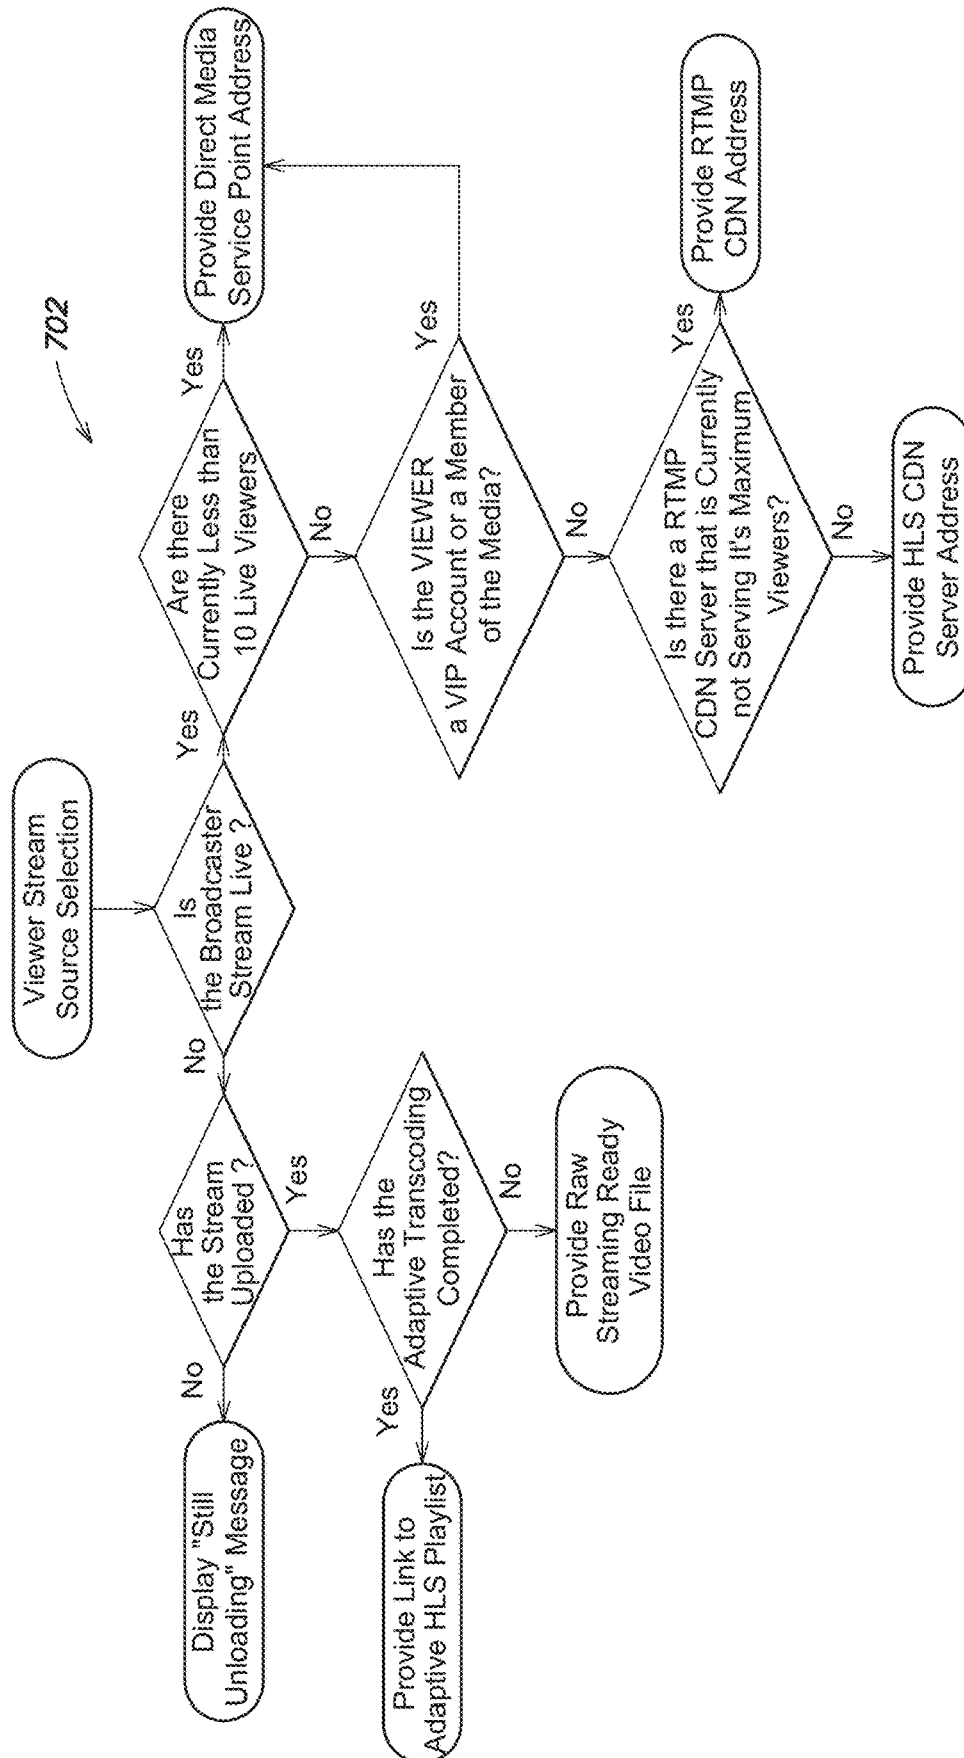 702
Viewer Stream
Source Selection
Is
the Broadcaster
Stream Live ?
No
Yes
Has
the Stream
Uploaded ?
No
Yes
Display "Still
Unloading" Message
Has the
Adaptive Transcoding
Completed?
Yes
No
Provide Link to
Adaptive HLS Playlist
Provide Raw
Streaming Ready
Video File
Are there
Currently Less than
10 Live Viewers
Yes
No
Provide Direct Media
Service Point Address
Is the VIEWER
a VIP Account or a Member
of the Media?
Yes
No
Is there a RTMP
CDN Server that is Currently
not Serving It's Maximum
Viewers?
Yes
No
Provide RTMP
CDN Address
Provide HLS CDN
Server Address